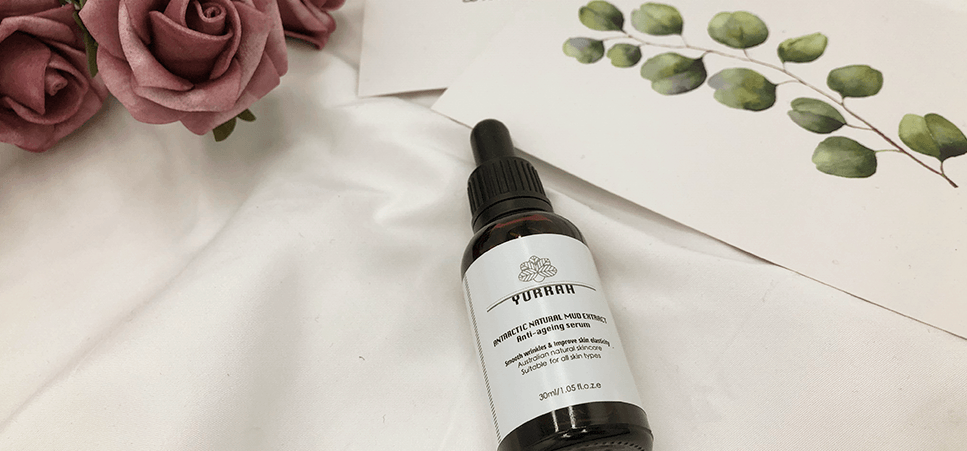 YURRAH
ANTARCTIC NATURAL MUD EXTRACT
Anti-ageing serum
Smooth wrinkles & Improve skin elasticity
Australian natural skincare
Suitable for all skin types
30ml/1.05 fl.o.z.e